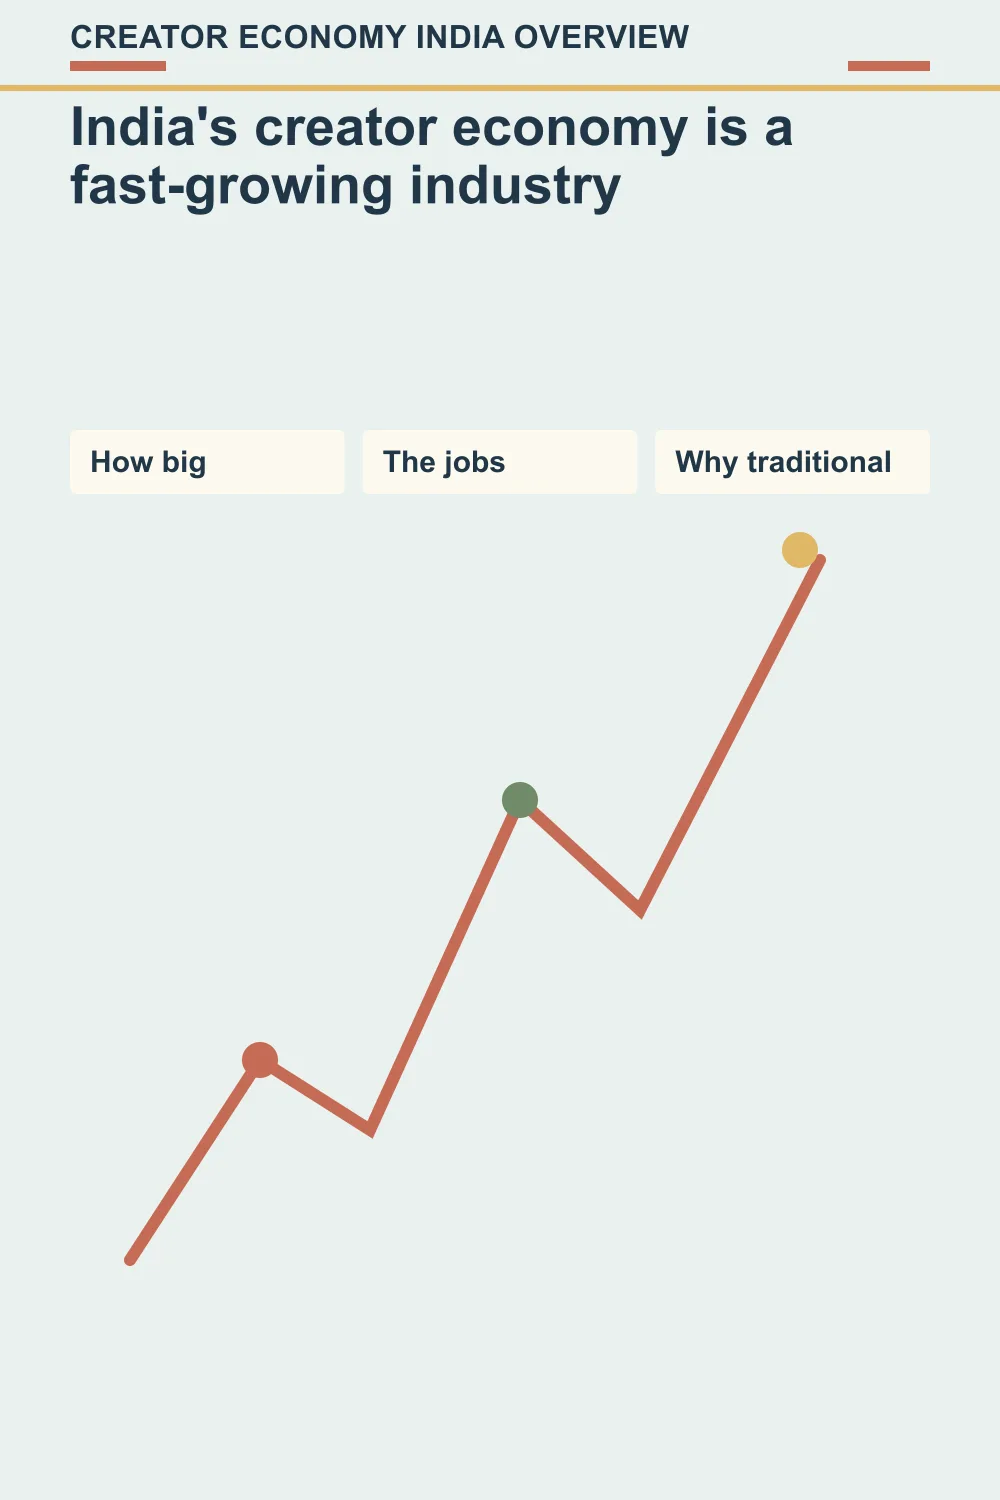 CREATOR ECONOMY INDIA OVERVIEW
India's creator economy is a
fast-growing industry
How big
The jobs
Why traditional